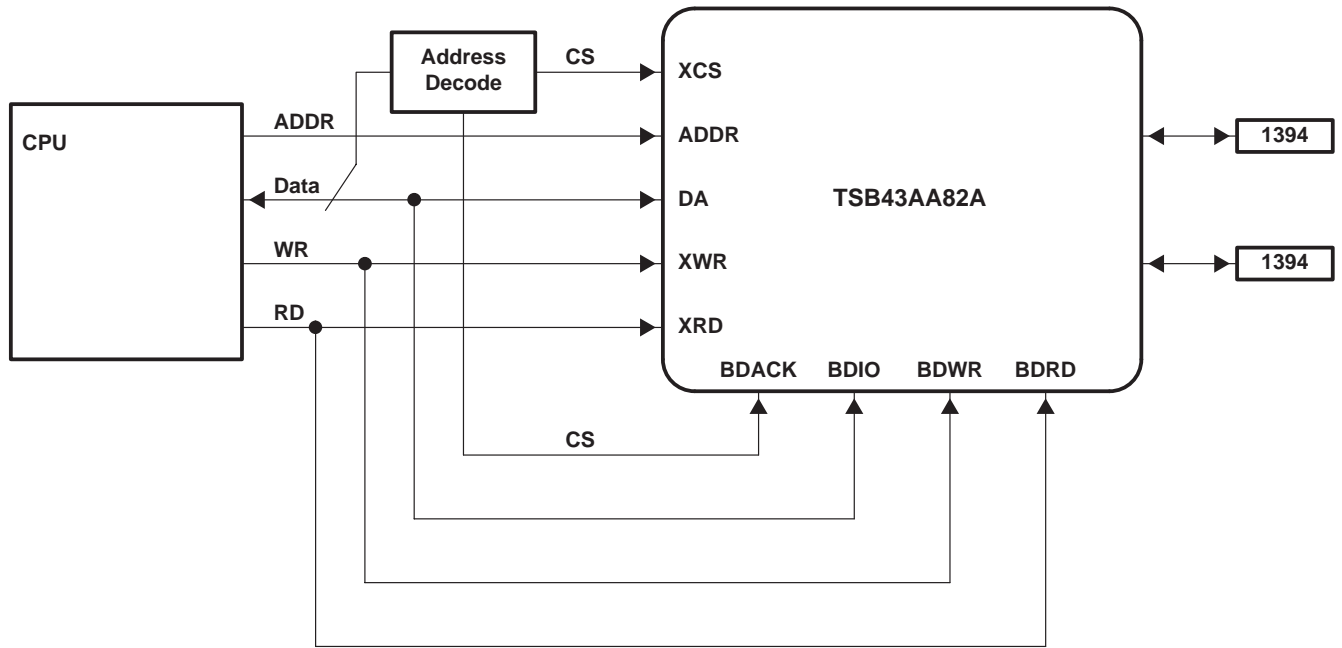 Address
Decode
CS
XCS
CPU
ADDR
ADDR
Data
DA
TSB43AA82A
WR
XWR
RD
XRD
1394
1394
BDACK BDIO BDWR BDRD
CS